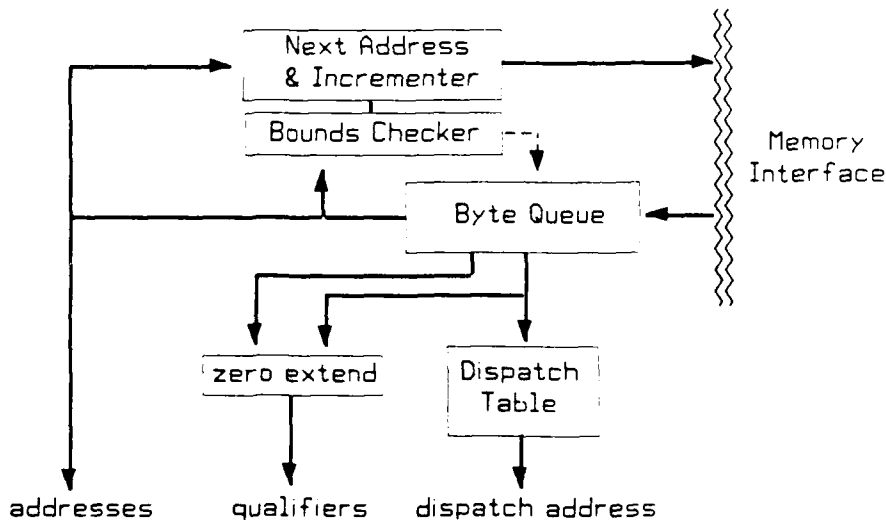 Next Address
& Incrementer
Bounds Checker
Memory
Interface
Byte Queue
zero extend
Dispatch
Table
addresses
qualifiers
dispatch address